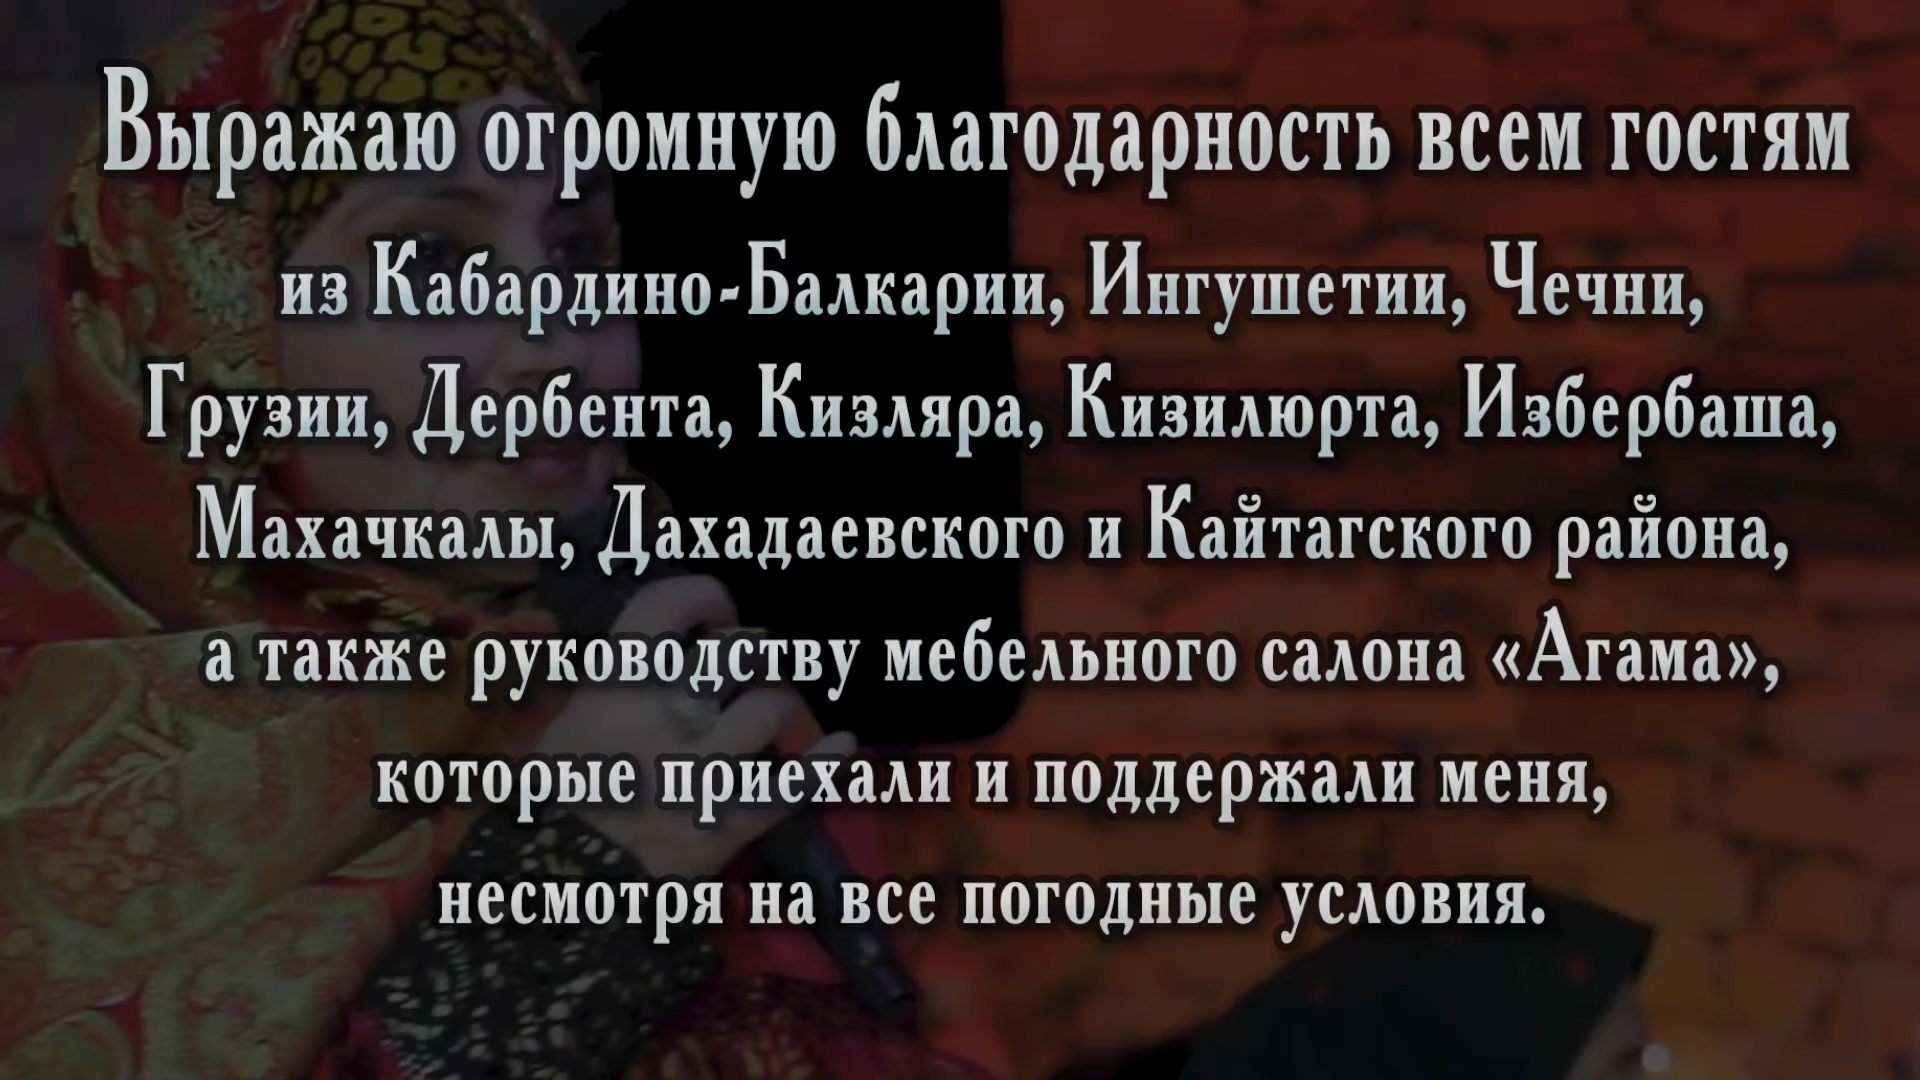 Выражаю огромную благодарность всем гостям
из Кабардино-Балкарии, Ингушетии, Чечни,
Грузии, Дербента, Кизляра, Кизилюрта, Избербаша,
Махачкалы, Дахадаевского и Кайтагского района,
а также руководству мебельного салона «Агама»,
которые приехали и поддержали меня,
несмотря на все погодные условия.